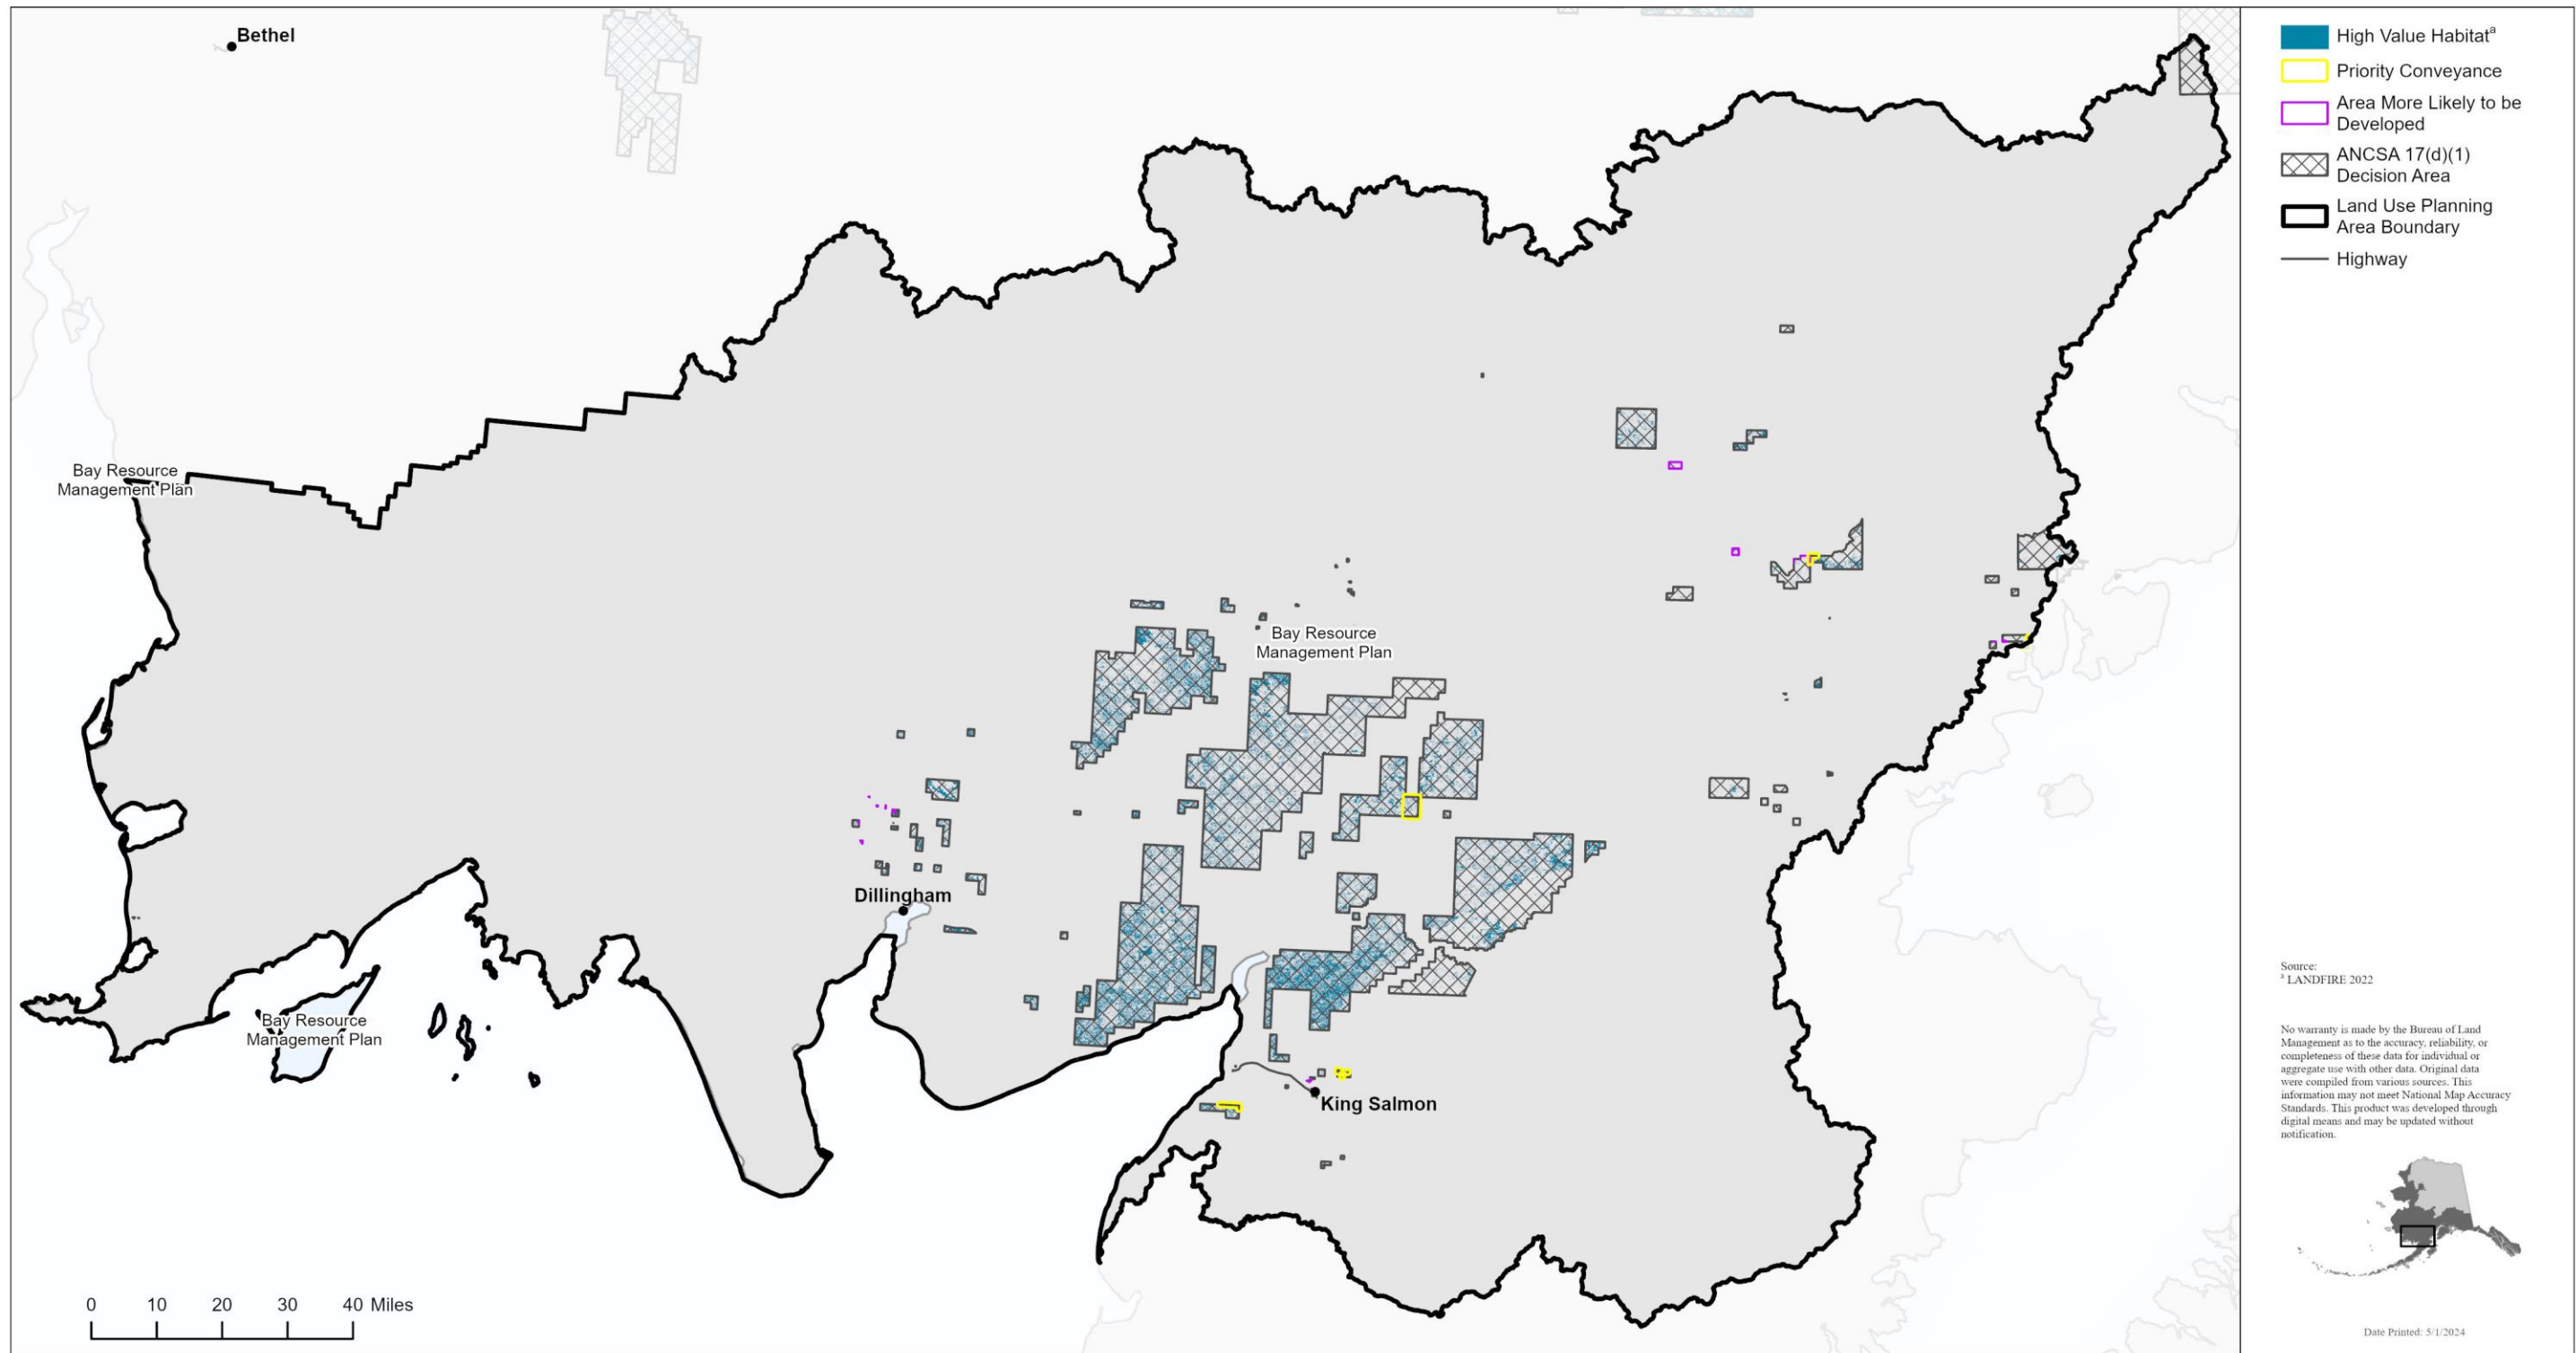 Bethel
Bay Resource
Management Plan
Bay Resource
Management Plan
Dillingham
Bay Resource
Management Plan
King Salmon
0 10 20 30 40 Miles
High Value Habitatᵃ
Priority Conveyance
Area More Likely to be
Developed
ANCSA 17(d)(1)
Decision Area
Land Use Planning
Area Boundary
Highway
Source:
ᵃ LANDFIRE 2022
No warranty is made by the Bureau of Land
Management as to the accuracy, reliability, or
completeness of these data for individual or
aggregate use with other data. Original data
were compiled from various sources. This
information may not meet National Map Accuracy
Standards. This product was developed through
digital means and may be updated without
notification.
Date Printed: 5/1/2024